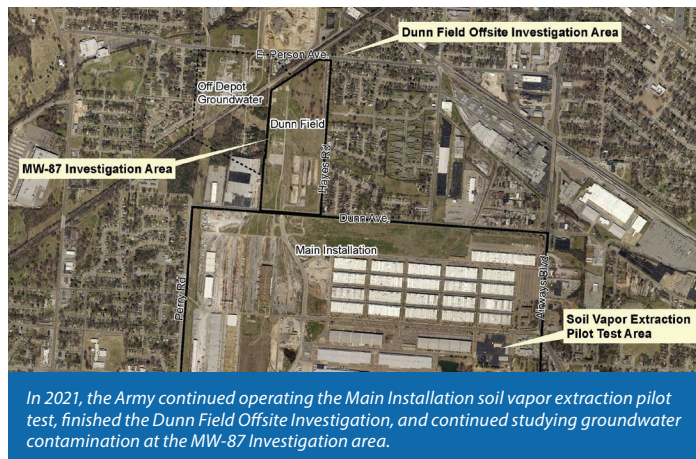 Dunn Field Offsite Investigation Area
E. Person Ave.
Off Depot
Groundwater
Dunn Field
MW-87 Investigation Area
Hayes Rd.
Dunn Ave.
Main Installation
Perry Rd.
Airways Blvd.
Soil Vapor Extraction
Pilot Test Area
In 2021, the Army continued operating the Main Installation soil vapor extraction pilot
test, finished the Dunn Field Offsite Investigation, and continued studying groundwater
contamination at the MW-87 Investigation area.